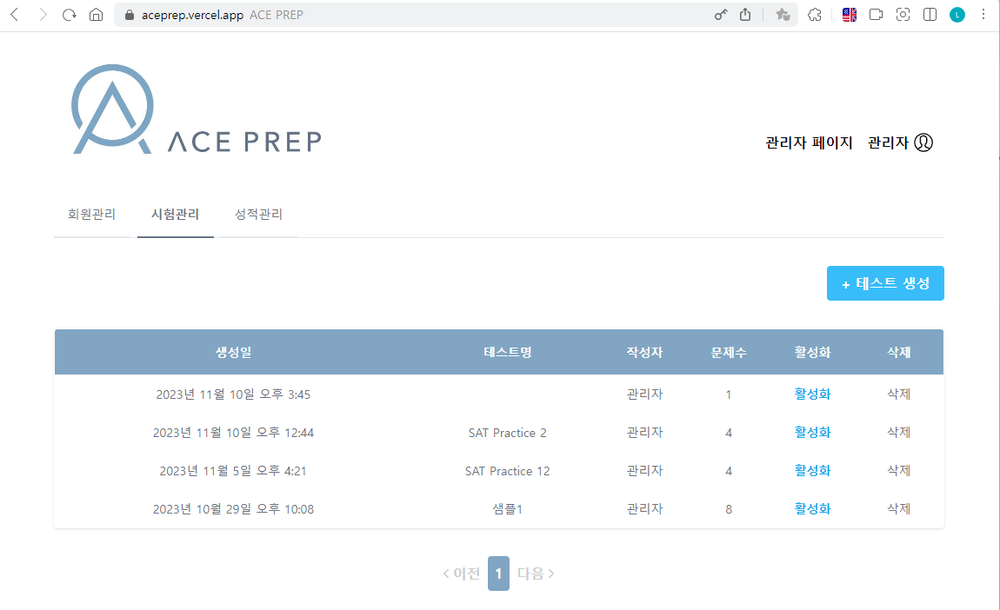 aceprep.vercel.app ACE PREP
L
ACE PREP
관리자 페이지 관리자
회원관리 시험관리 성적관리
+ 테스트 생성
생성일 테스트명 작성자 문제수 활성화 삭제
2023년 11월 10일 오후 3:45 관리자 1 활성화 삭제
2023년 11월 10일 오후 12:44 SAT Practice 2 관리자 4 활성화 삭제
2023년 11월 5일 오후 4:21 SAT Practice 12 관리자 4 활성화 삭제
2023년 10월 29일 오후 10:08 샘플1 관리자 8 활성화 삭제
< 이전 1 다음 >